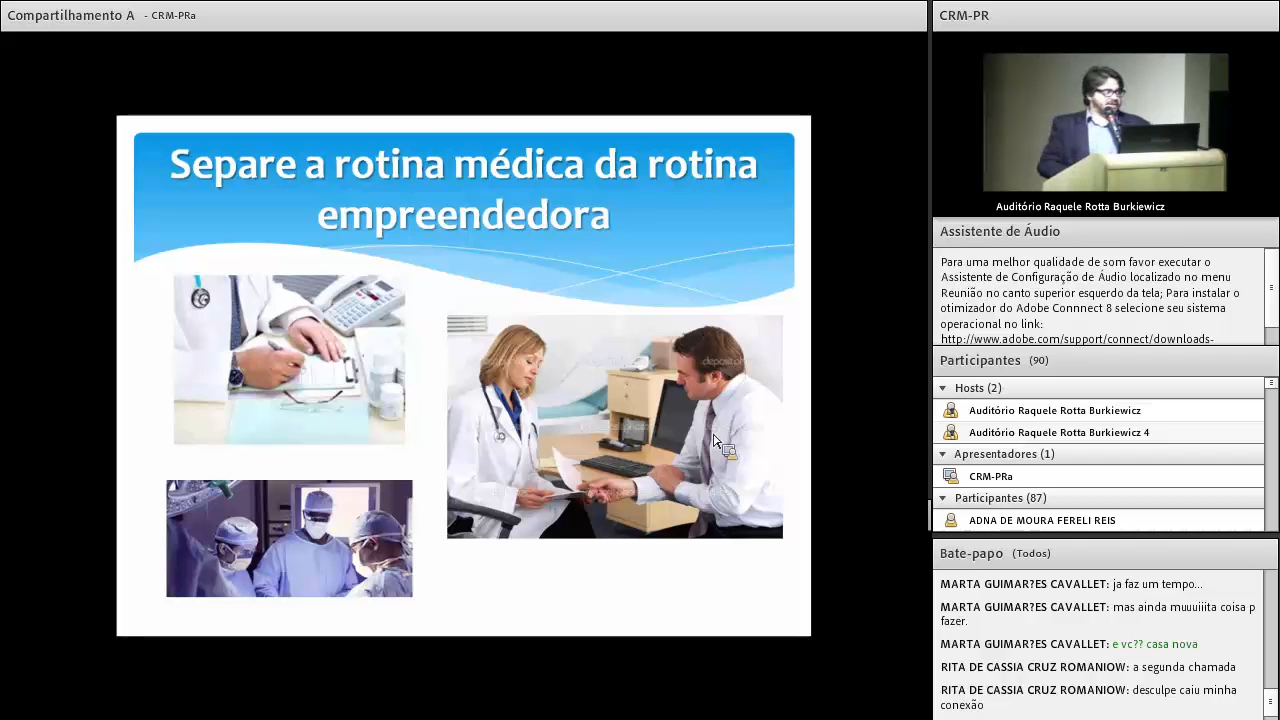 Compartilhamento A - CRM-PRa
Separe a rotina médica da rotina
empreendedora
CRM-PR
Auditório Raquele Rotta Burkiewicz
Assistente de Áudio
Para uma melhor qualidade de som favor executar o
Assistente de Configuração de Áudio localizado no menu
Reunião no canto superior esquerdo da tela; Para instalar o
otimizador do Adobe Connnect 8 selecione o sistema
operacional no link:
http://www.adobe.com/support/connect/downloads-
Participantes (90)
Hosts (2)
Auditório Raquele Rotta Burkiewicz
Auditório Raquele Rotta Burkiewicz 4
Apresentadores (1)
CRM-PRa
Participantes (87)
ADNA DE MOURA FERELI REIS
Bate-papo (Todos)
MARTA GUIMAR?ES CAVALLET: ja faz um tempo...
MARTA GUIMAR?ES CAVALLET: mas ainda muuuiiita coisa p
fazer.
MARTA GUIMAR?ES CAVALLET: e vc?? casa nova
RITA DE CASSIA CRUZ ROMANIOW: a segunda chamada
RITA DE CASSIA CRUZ ROMANIOW: desculpe caiu minha
conexão